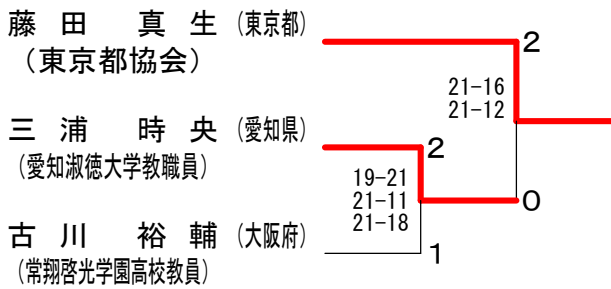 藤田 真生 (東京都)
(東京都協会)
2
21-16
21-12
三浦 時央 (愛知県)
(愛知淑徳大学教職員)
2
19-21
21-11
21-18
0
古川 裕輔 (大阪府)
(常翔啓光学園高校教員)
1